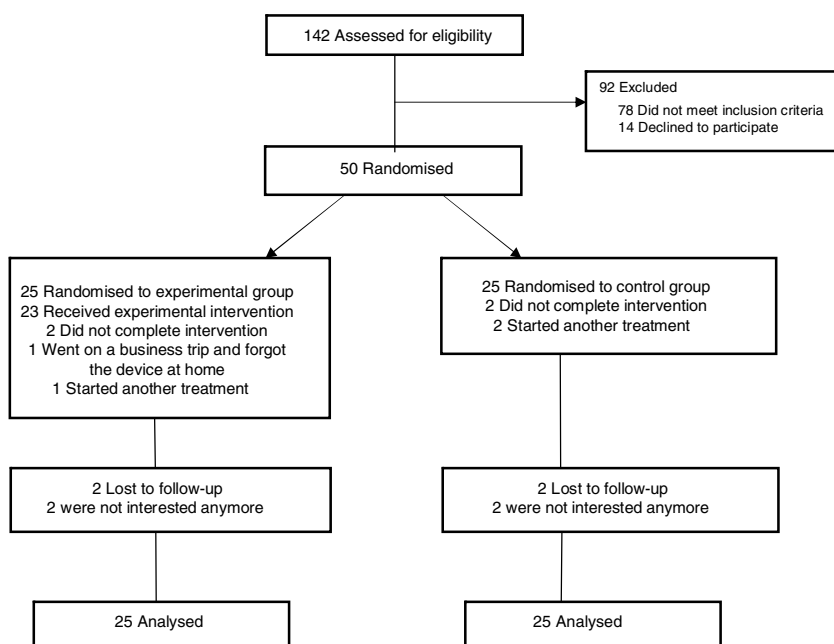 142 Assessed for eligibility
92 Excluded
78 Did not meet inclusion criteria
14 Declined to participate
50 Randomised
25 Randomised to experimental group
23 Received experimental intervention
2 Did not complete intervention
1 Went on a business trip and forgot
the device at home
1 Started another treatment
25 Randomised to control group
2 Did not complete intervention
2 Started another treatment
2 Lost to follow-up
2 were not interested anymore
2 Lost to follow-up
2 were not interested anymore
25 Analysed
25 Analysed